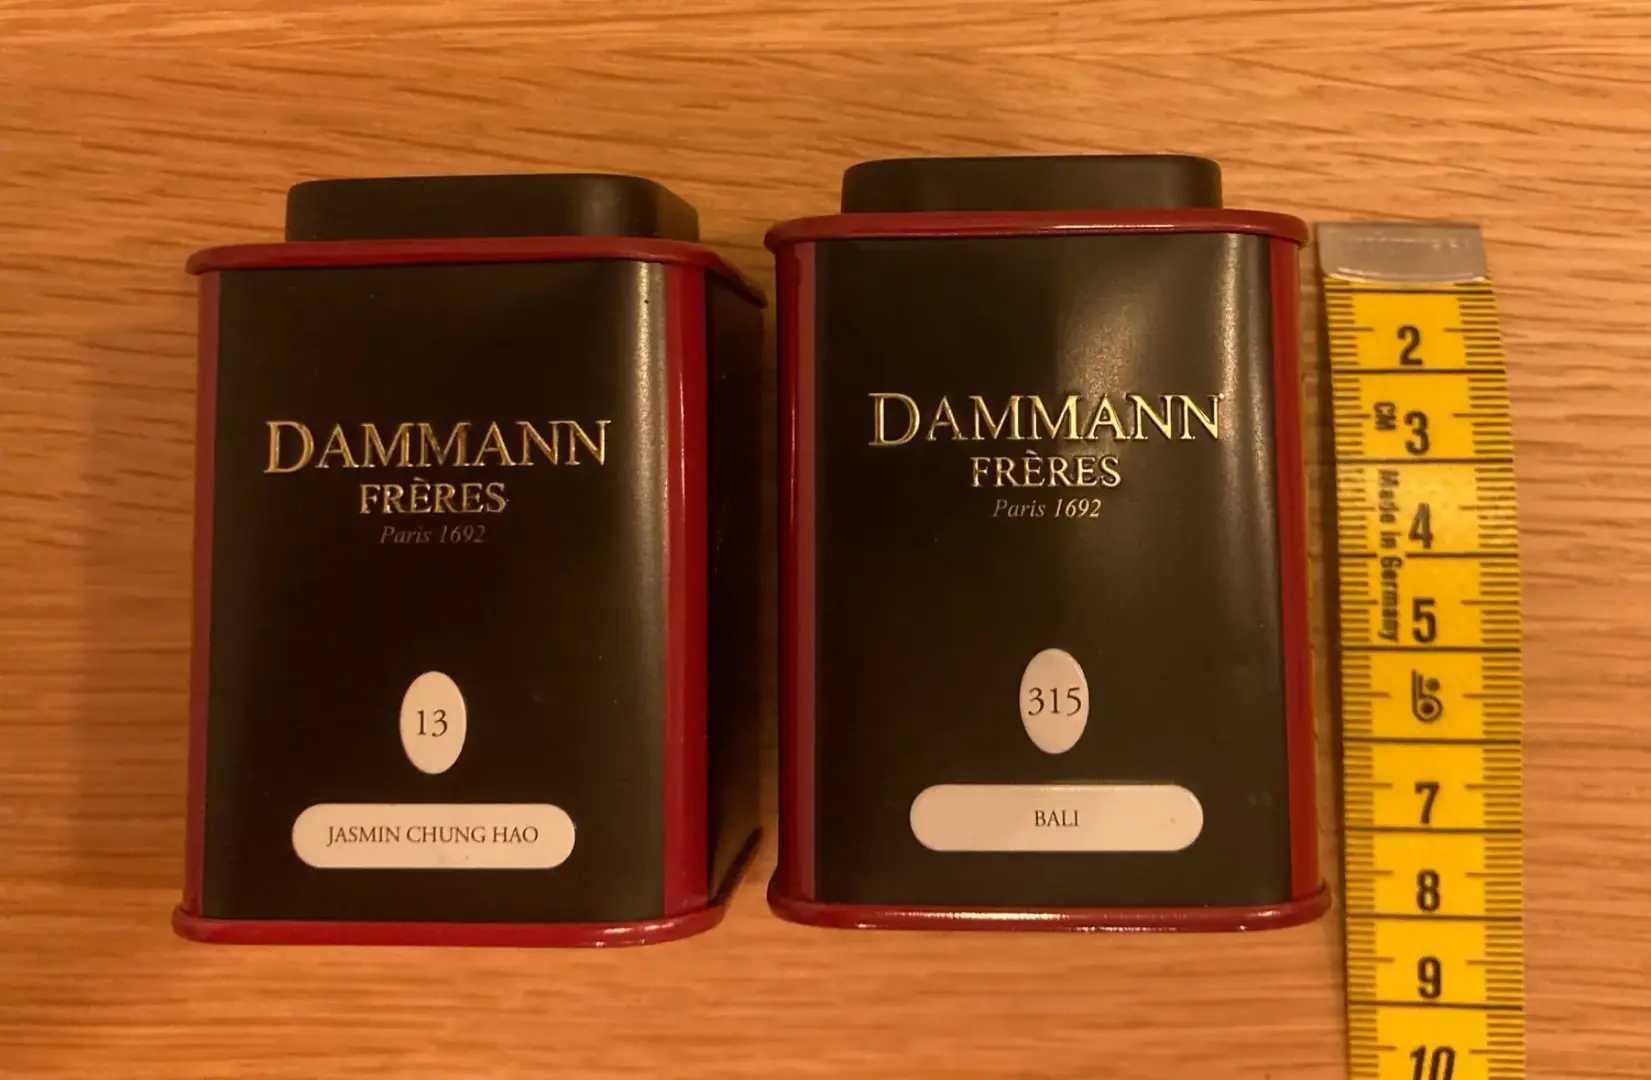 DAMMANN
FRÈRES
Paris 1692
13
JASMIN CHUNG HAO
DAMMANN
FRÈRES
Paris 1692
315
BALI
2
3
CM
Made in Germany
4
5
7
8
9
10